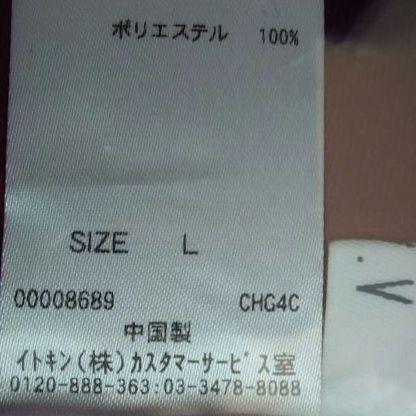 ポリエステル 100%
SIZE L
00008689 CHG4C
中国製
イトキン(株)カスタマーサービス室
0120-888-363:03-3478-8088